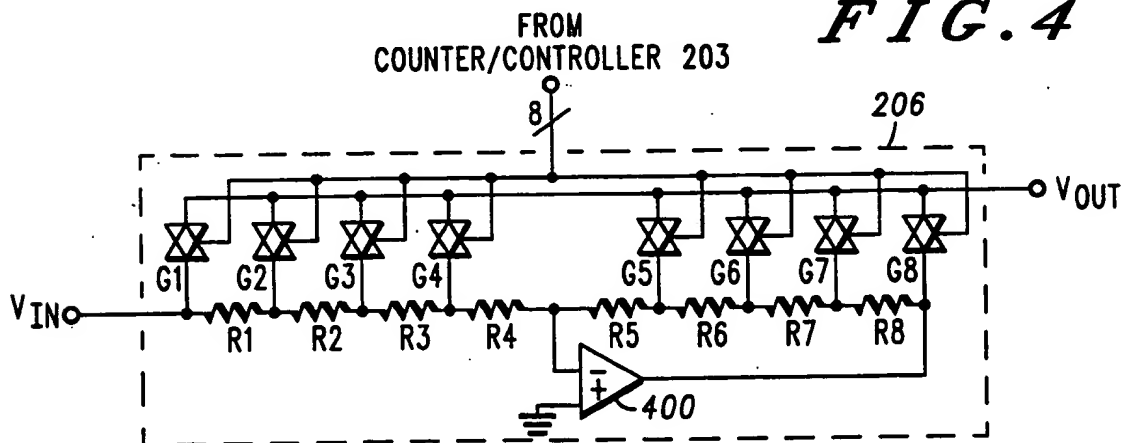 FIG. 4
FROM
COUNTER/CONTROLLER 203
8
206
VOUT
G1 G2 G3 G4 G5 G6 G7 G8
VIN
R1 R2 R3 R4 R5 R6 R7 R8
−
+
400